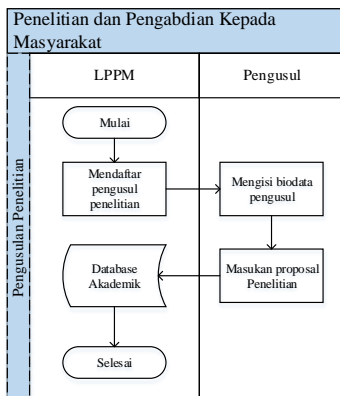 Penelitian dan Pengabdian Kepada
Masyarakat
LPPM
Pengusul
Pengusulan Penelitian
Mulai
Mendaftar
pengusul
penelitian
Mengisi biodata
pengusul
Database
Akademik
Masukan proposal
Penelitian
Selesai